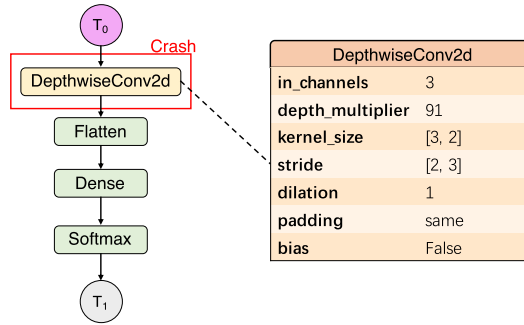 T0
Crash
DepthwiseConv2d
Flatten
Dense
Softmax
T1
DepthwiseConv2d
in_channels 3
depth_multiplier 91
kernel_size [3, 2]
stride [2, 3]
dilation 1
padding same
bias False